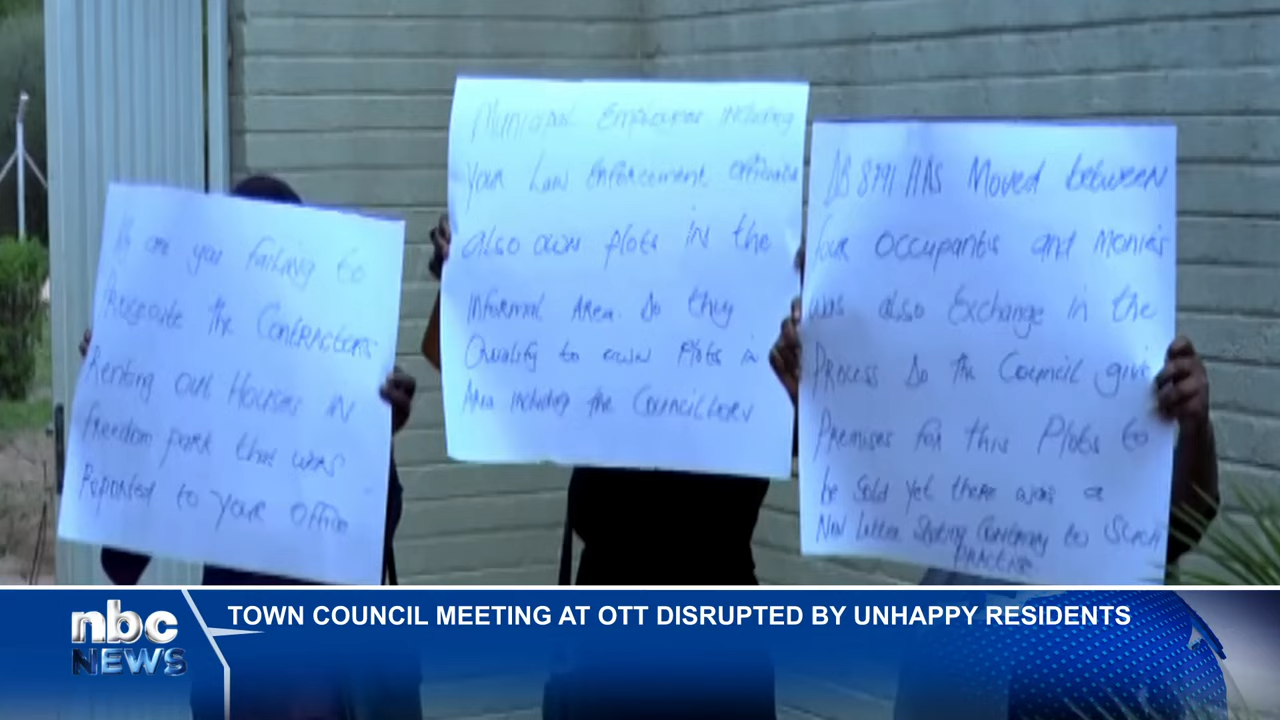 are you failing to
Prosecute the Contractors
Renting out Houses IN
freedom park that was
Reported to your office
Municipal Employees including
your Law Enforcement
also own plots IN the
Informal Area. Do they
Qualify to own Plots in
Area including the Councillors
8791 HAS Moved between
four occupants and Monies
was also Exchange in the
Process Do the Council give
Premises for this Plots to
be Sold yet there was a
New Letter Stating Contrary to Such
PRACTISE
nbc
NEWS
TOWN COUNCIL MEETING AT OTT DISRUPTED BY UNHAPPY RESIDENTS